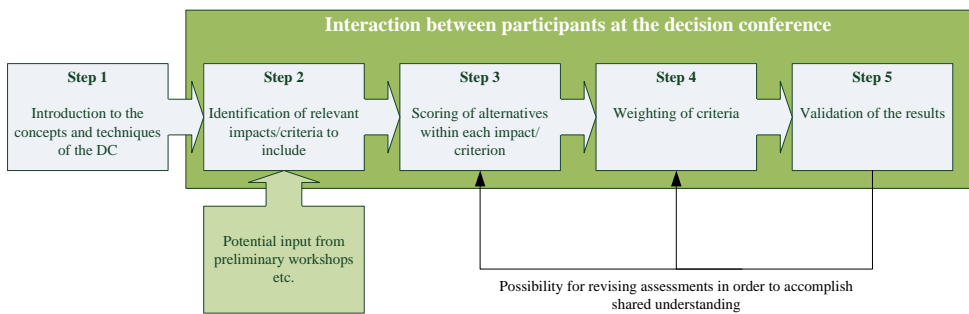 Interaction between participants at the decision conference
Step 1
Introduction to the
concepts and techniques
of the DC
Step 2
Identification of relevant
impacts/criteria to
include
Step 3
Scoring of alternatives
within each impact/
criterion
Step 4
Weighting of criteria
Step 5
Validation of the results
Potential input from
preliminary workshops
etc.
Possibility for revising assessments in order to accomplish
shared understanding